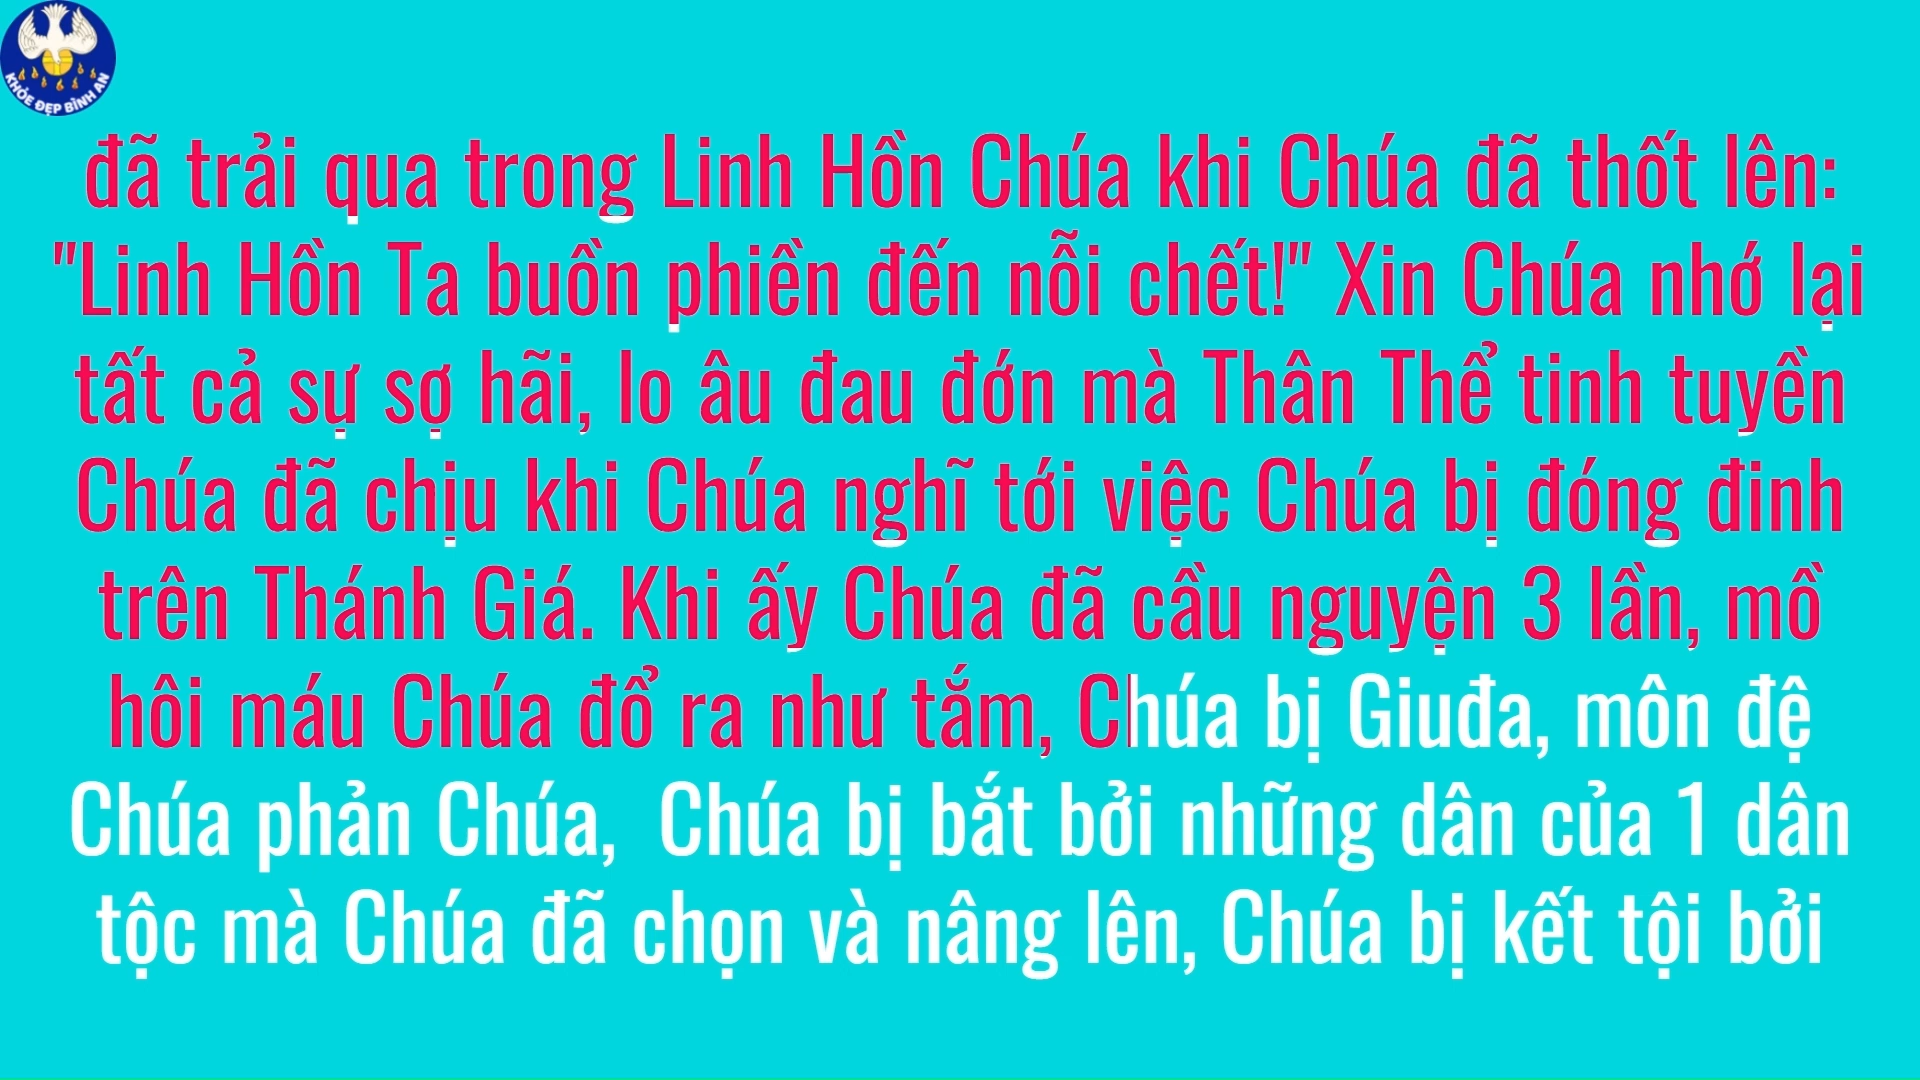 KHỎE ĐẸP BÌNH AN
đã trải qua trong Linh Hồn Chúa khi Chúa đã thốt lên:
"Linh Hồn Ta buồn phiền đến nỗi chết!" Xin Chúa nhớ lại
tất cả sự sợ hãi, lo âu đau đớn mà Thân Thể tinh tuyền
Chúa đã chịu khi Chúa nghĩ tới việc Chúa bị đóng đinh
trên Thánh Giá. Khi ấy Chúa đã cầu nguyện 3 lần, mồ
hôi máu Chúa đổ ra như tắm, Chúa bị Giuđa, môn đệ
Chúa phản Chúa,  Chúa bị bắt bởi những dân của 1 dân
tộc mà Chúa đã chọn và nâng lên, Chúa bị kết tội bởi